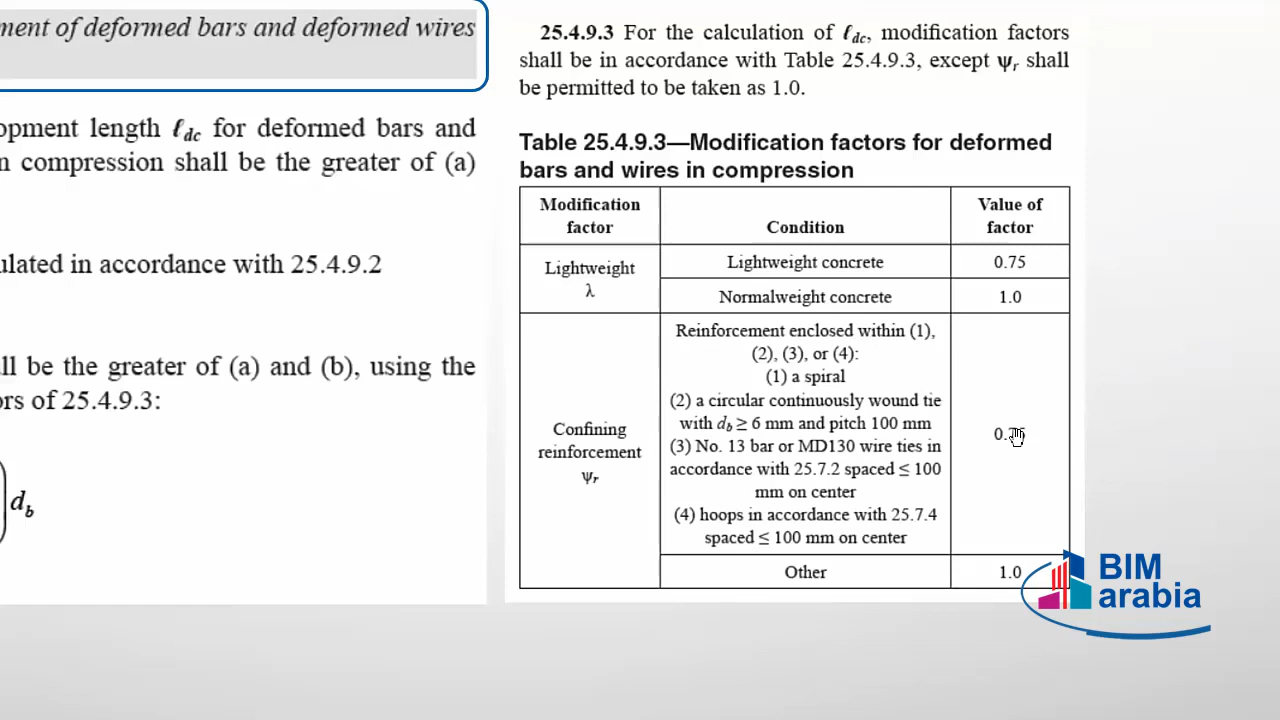 ment of deformed bars and deformed wires
opment length ℓdc for deformed bars and
n compression shall be the greater of (a)
ulated in accordance with 25.4.9.2
ll be the greater of (a) and (b), using the
ors of 25.4.9.3:
db
25.4.9.3 For the calculation of ℓdc, modification factors
shall be in accordance with Table 25.4.9.3, except ψr shall
be permitted to be taken as 1.0.
Table 25.4.9.3—Modification factors for deformed
bars and wires in compression
Modification
factor
Condition
Value of
factor
Lightweight
λ
Lightweight concrete
0.75
Normalweight concrete
1.0
Confining
reinforcement
ψr
Reinforcement enclosed within (1),
(2), (3), or (4):
(1) a spiral
(2) a circular continuously wound tie
with db ≥ 6 mm and pitch 100 mm
(3) No. 13 bar or MD130 wire ties in
accordance with 25.7.2 spaced ≤ 100
mm on center
(4) hoops in accordance with 25.7.4
spaced ≤ 100 mm on center
Other
1.0
BIM
arabia